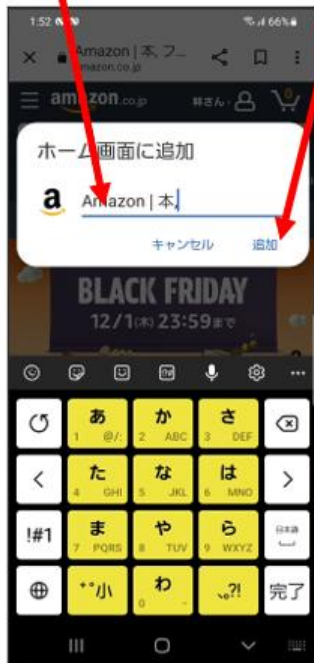 1:52
66%
Amazon | 本, フ...
amazon.co.jp
amazon.co.jp
ホーム画面に追加
a
Amazon | 本,
キャンセル 追加
BLACK FRIDAY
12/1(木) 23:59まで
あ か さ
1 @/: 2 ABC 3 DEF
た な は
4 GHI 5 JKL 6 MNO
!#1 ま や ら 日本語
7 PQRS 8 TUV 9 WXYZ
゛゜小 わ 、。?! 完了
0 -